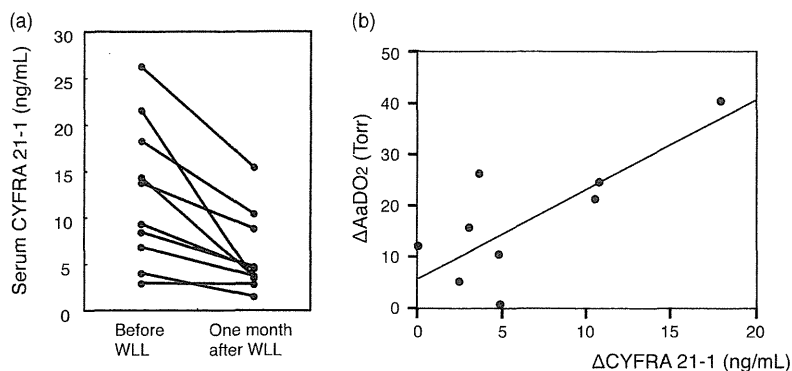 (a)
Serum CYFRA 21-1 (ng/mL)
30
25
20
15
10
5
0
Before
WLL
One month
after WLL
(b)
ΔAaDO2 (Torr)
50
40
30
20
10
0
0
5
10
15
20
ΔCYFRA 21-1 (ng/mL)